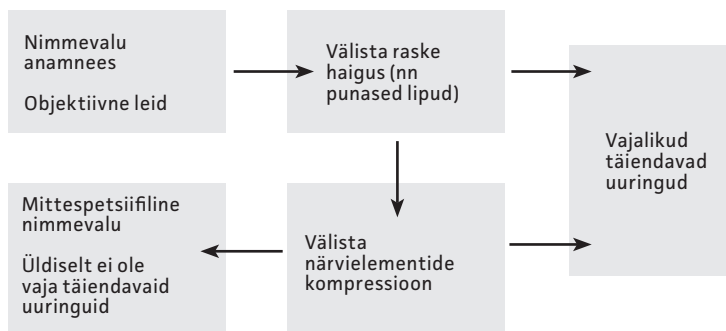 Nimmevalu
anamnees
Objektiivne leid
Välista raske
haigus (nn
punased lipud)
Vajalikud
täiendavad
uuringud
Mittespetsiifiline
nimmevalu
Üldiselt ei ole
vaja täiendavaid
uuringuid
Välista
närvielementide
kompressioon